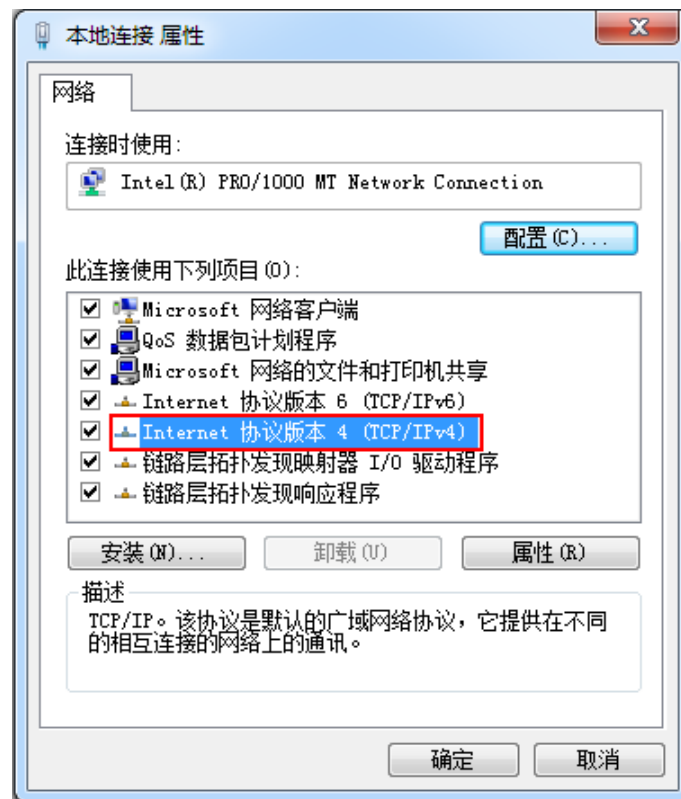 本地连接 属性
网络
连接时使用:
Intel(R) PRO/1000 MT Network Connection
配置(C)...
此连接使用下列项目(O):
Microsoft 网络客户端
QoS 数据包计划程序
Microsoft 网络的文件和打印机共享
Internet 协议版本 6 (TCP/IPv6)
Internet 协议版本 4 (TCP/IPv4)
链路层拓扑发现映射器 I/O 驱动程序
链路层拓扑发现响应程序
安装(N)... 卸载(U) 属性(R)
描述
TCP/IP。该协议是默认的广域网络协议，它提供在不同
的相互连接的网络上的通讯。
确定 取消